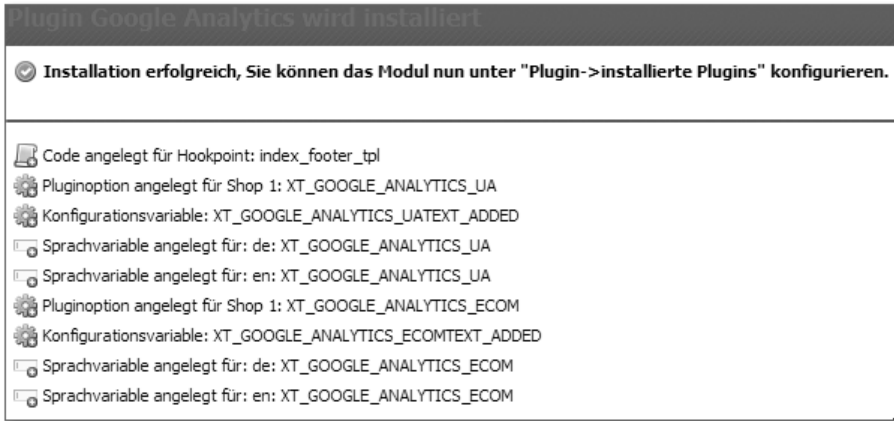 Plugin Google Analytics wird installiert
Installation erfolgreich, Sie können das Modul nun unter "Plugin->installierte Plugins" konfigurieren.
Code angelegt für Hookpoint: index_footer_tpl
Pluginoption angelegt für Shop 1: XT_GOOGLE_ANALYTICS_UA
Konfigurationsvariable: XT_GOOGLE_ANALYTICS_UATEXT_ADDED
Sprachvariable angelegt für: de: XT_GOOGLE_ANALYTICS_UA
Sprachvariable angelegt für: en: XT_GOOGLE_ANALYTICS_UA
Pluginoption angelegt für Shop 1: XT_GOOGLE_ANALYTICS_ECOM
Konfigurationsvariable: XT_GOOGLE_ANALYTICS_ECOMTEXT_ADDED
Sprachvariable angelegt für: de: XT_GOOGLE_ANALYTICS_ECOM
Sprachvariable angelegt für: en: XT_GOOGLE_ANALYTICS_ECOM